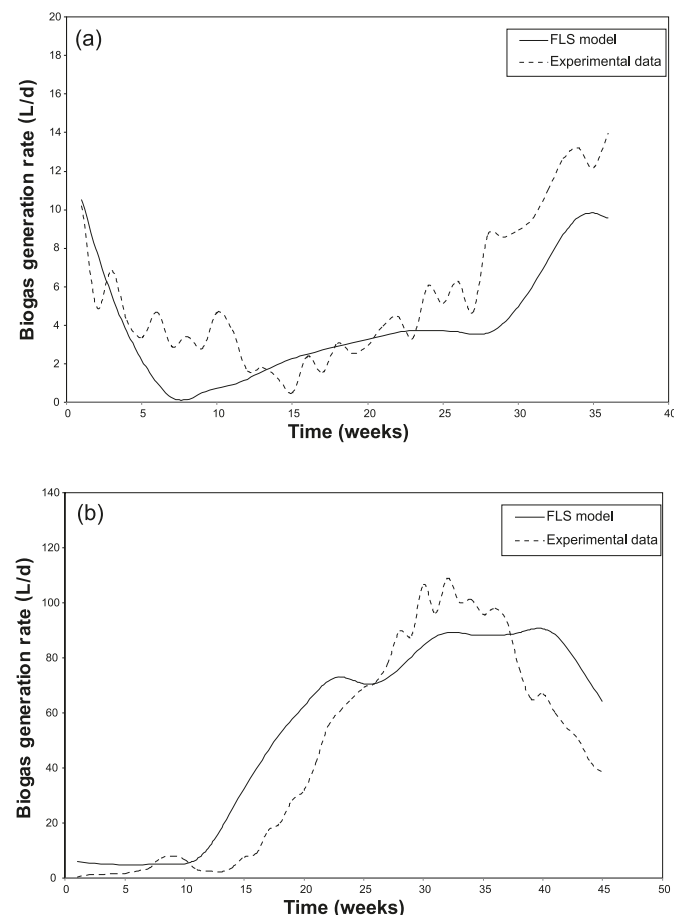 (a)
FLS model
Experimental data
Biogas generation rate (L/d)
20
18
16
14
12
10
8
6
4
2
0
0 5 10 15 20 25 30 35 40
Time (weeks)
(b)
FLS model
Experimental data
Biogas generation rate (L/d)
140
120
100
80
60
40
20
0
0 5 10 15 20 25 30 35 40 45 50
Time (weeks)